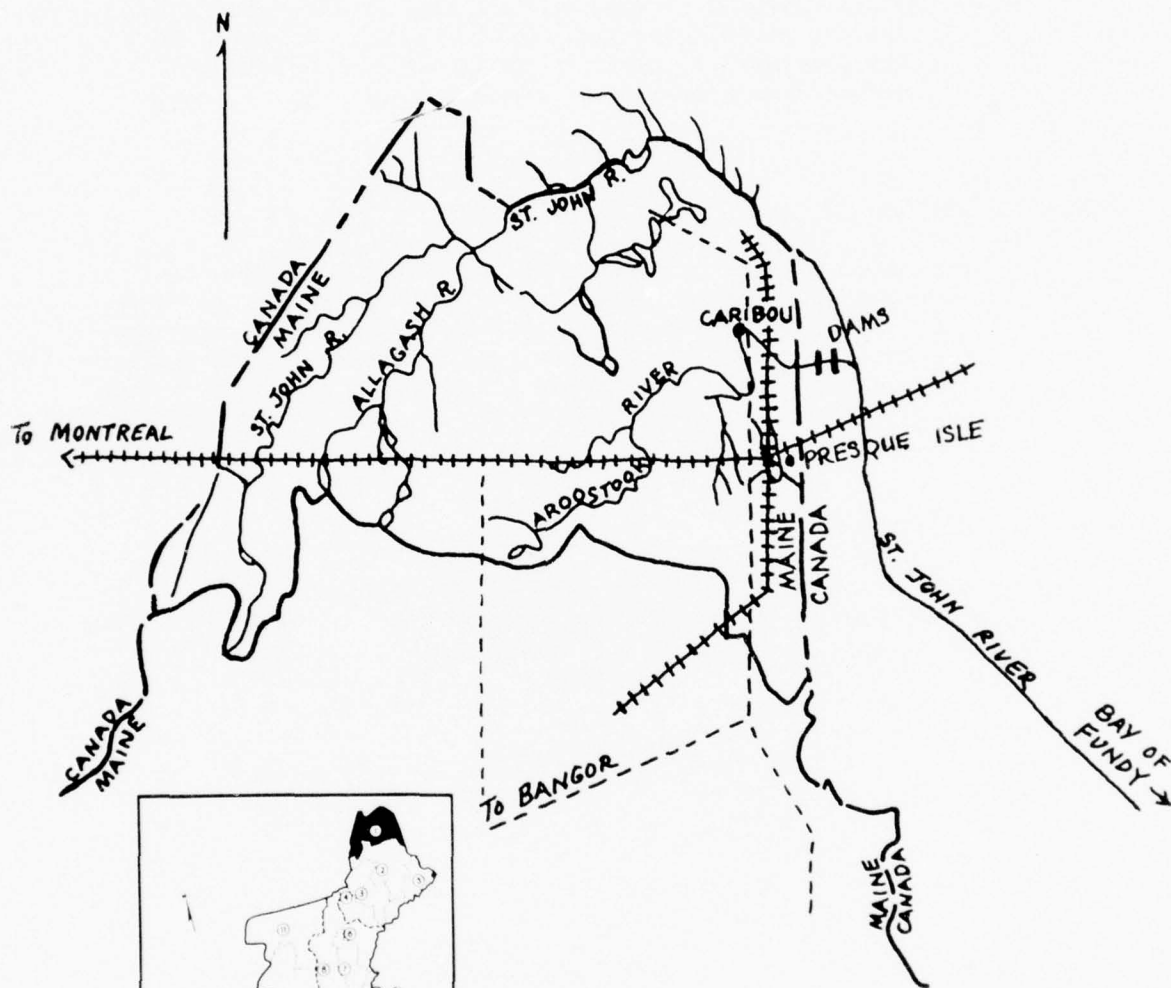 N
CANADA
MAINE
ST. JOHN R.
ST. JOHN R.
ALLAGASH R
CARIBOU
DAMS
RIVER
TO MONTREAL
PRESQUE ISLE
AROOSTOOK
MAINE
CANADA
ST. JOHN RIVER
CANADA
MAINE
BAY OF
FUNDY
TO BANGOR
MAINE
CANADA